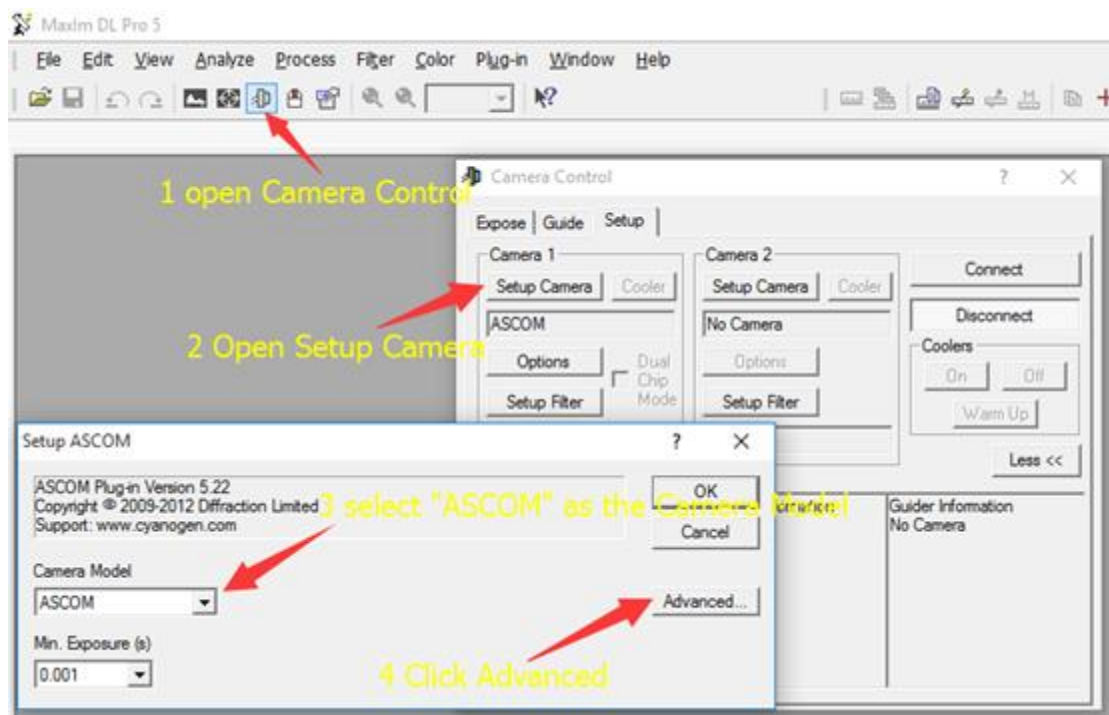 MaxIm DL Pro 5
File Edit View Analyze Process Filter Color Plug-in Window Help
1 open Camera Control
Camera Control
Expose Guide Setup
Camera 1
Setup Camera Cooler
ASCOM
Options
Dual Chip Mode
Setup Filter
Camera 2
Setup Camera Cooler
No Camera
Options
Setup Filter
Connect
Disconnect
Coolers
On Off
Warm Up
Less <<
2 Open Setup Camera
Setup ASCOM
ASCOM Plug-in Version 5.22
Copyright © 2009-2012 Diffraction Limited
Support: www.cyanogen.com
OK
Cancel
3 select "ASCOM" as the Camera Model
Guider Information
No Camera
Camera Model
ASCOM
Advanced...
Min. Exposure (s)
0.001
4 Click Advanced